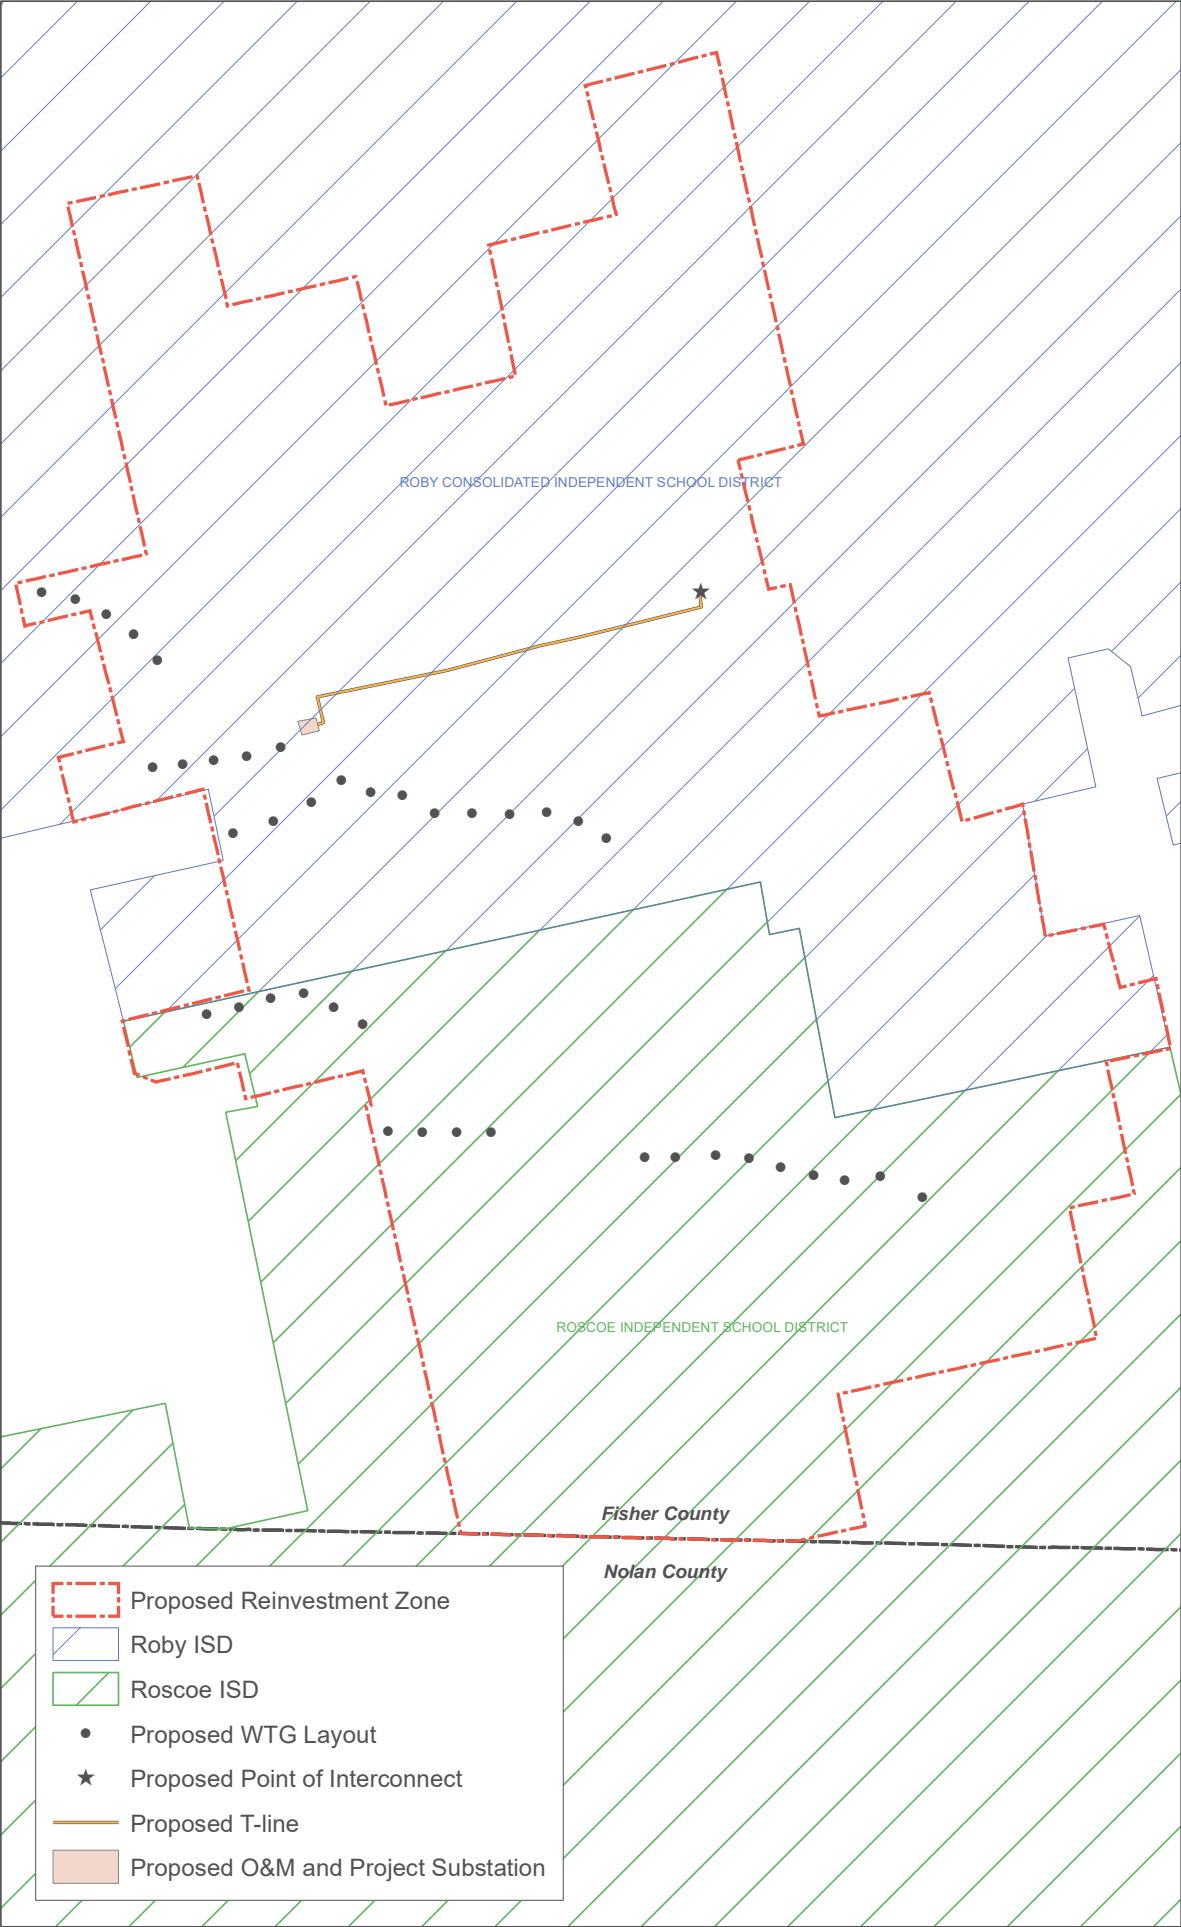 ROBY CONSOLIDATED INDEPENDENT SCHOOL DISTRICT
ROSCOE INDEPENDENT SCHOOL DISTRICT
Fisher County
Nolan County
Proposed Reinvestment Zone
Roby ISD
Roscoe ISD
Proposed WTG Layout
Proposed Point of Interconnect
Proposed T-line
Proposed O&M and Project Substation